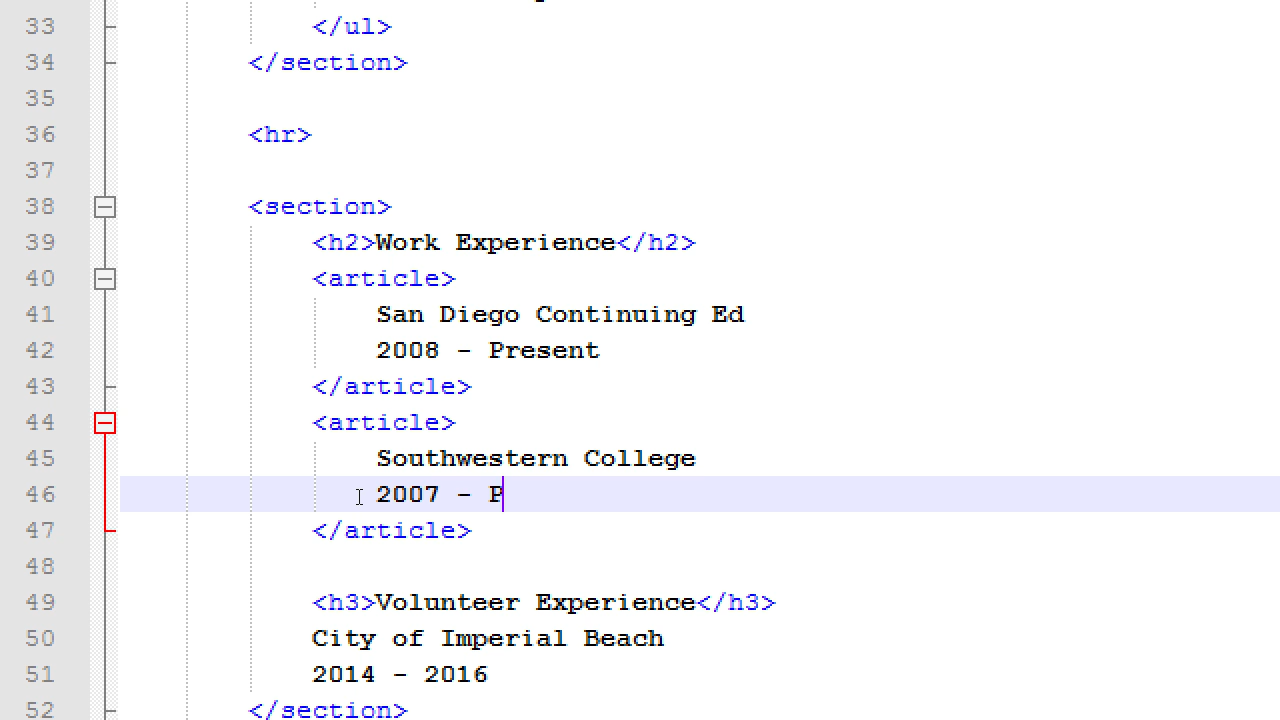 33 </ul>
34 </section>
35
36 <hr>
37
38 <section>
39 <h2>Work Experience</h2>
40 <article>
41 San Diego Continuing Ed
42 2008 - Present
43 </article>
44 <article>
45 Southwestern College
46 2007 - P
47 </article>
48
49 <h3>Volunteer Experience</h3>
50 City of Imperial Beach
51 2014 - 2016
52 </section>